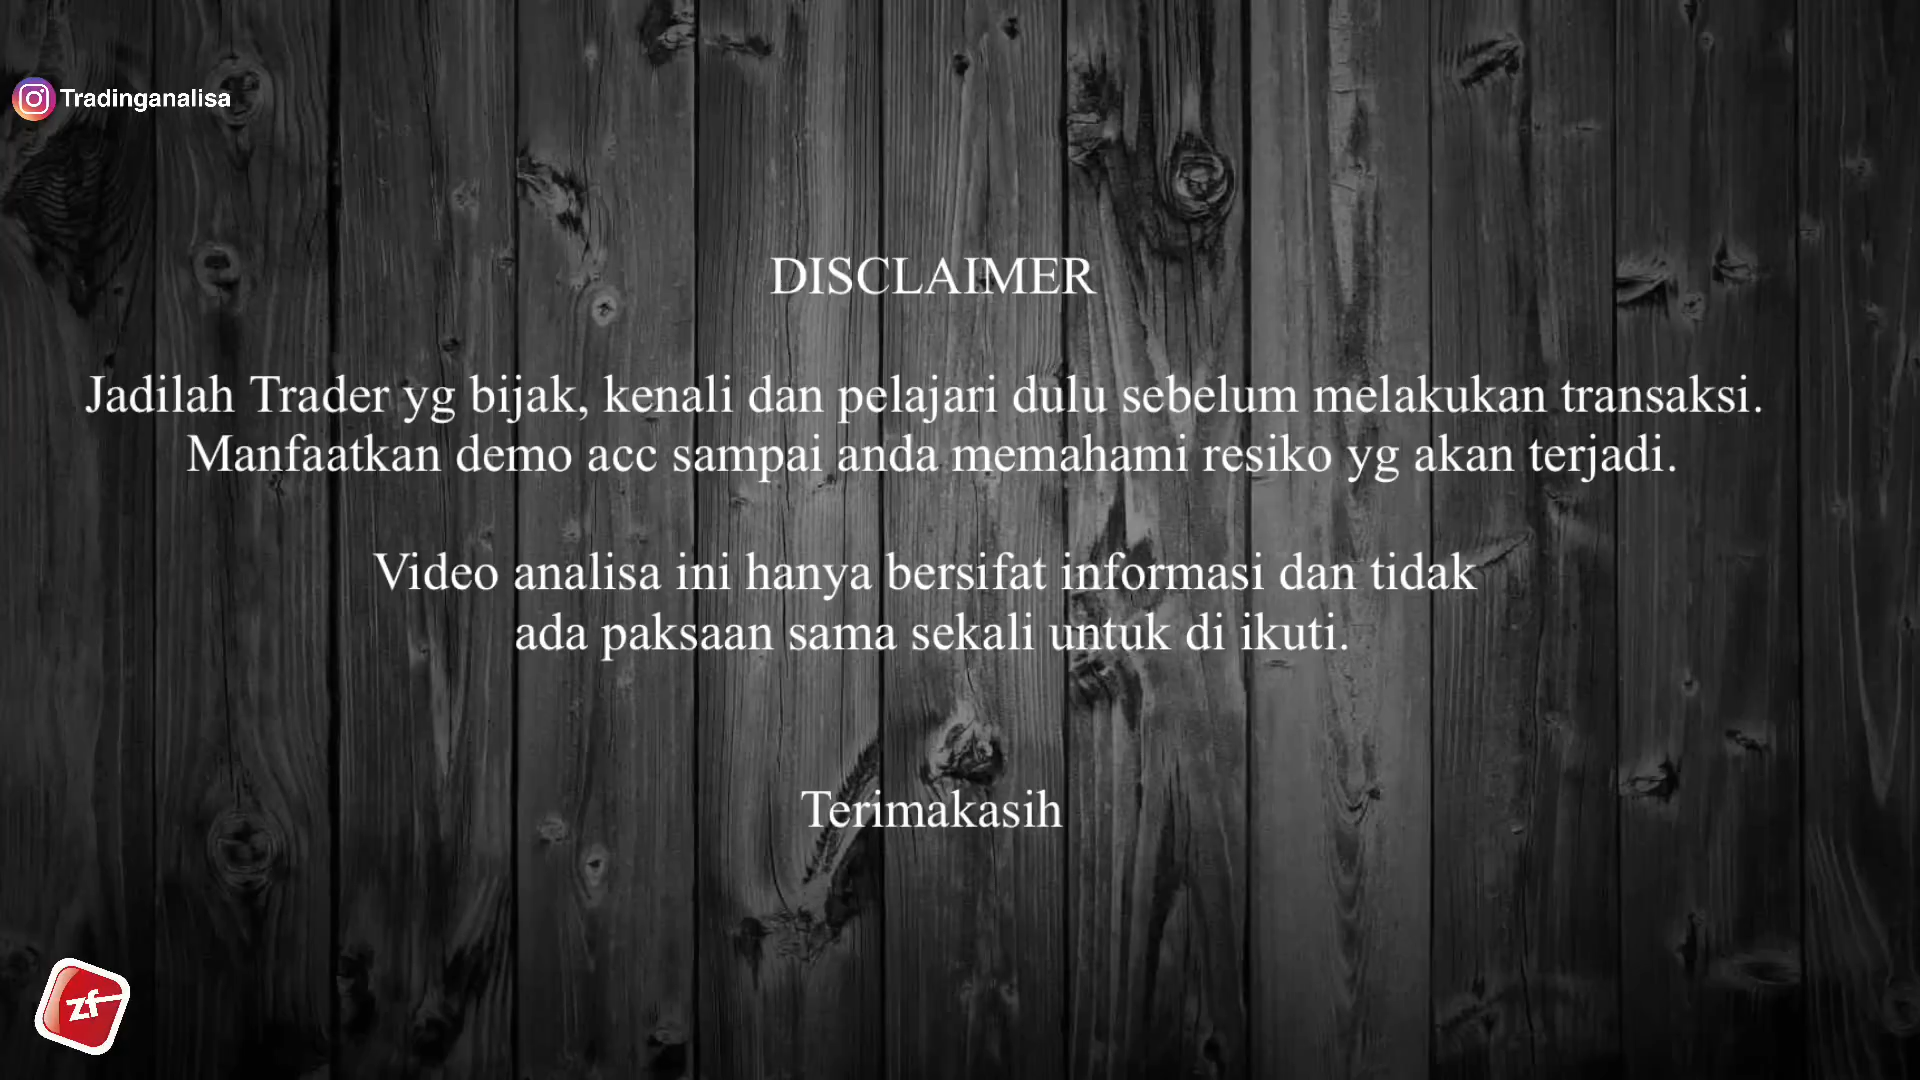 Tradinganalisa
DISCLAIMER
Jadilah Trader yg bijak, kenali dan pelajari dulu sebelum melakukan transaksi.
Manfaatkan demo acc sampai anda memahami resiko yg akan terjadi.
Video analisa ini hanya bersifat informasi dan tidak
ada paksaan sama sekali untuk di ikuti.
Terimakasih
zf